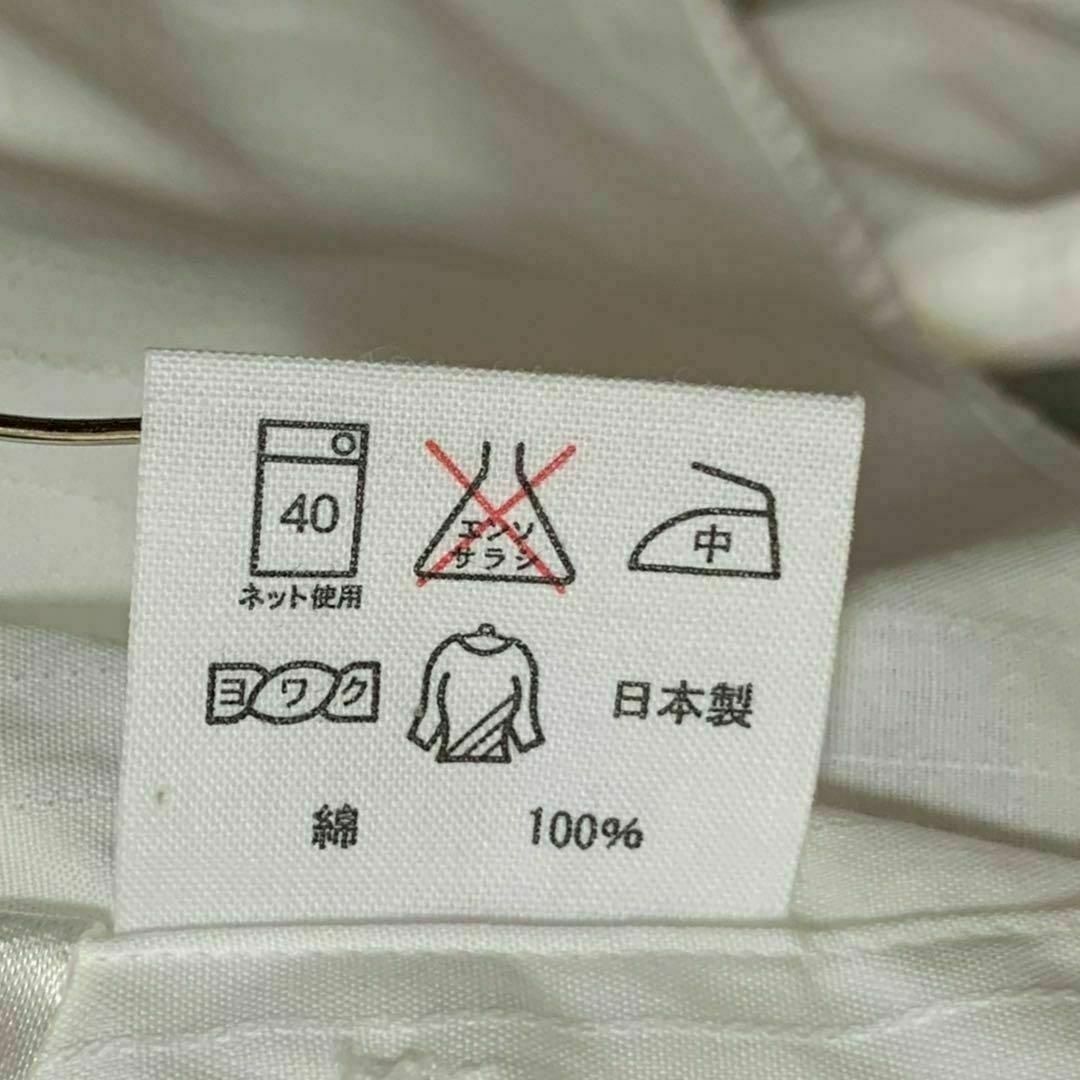 40
ネット使用
エンソ
サラシ
中
ヨワク
日本製
綿 100%